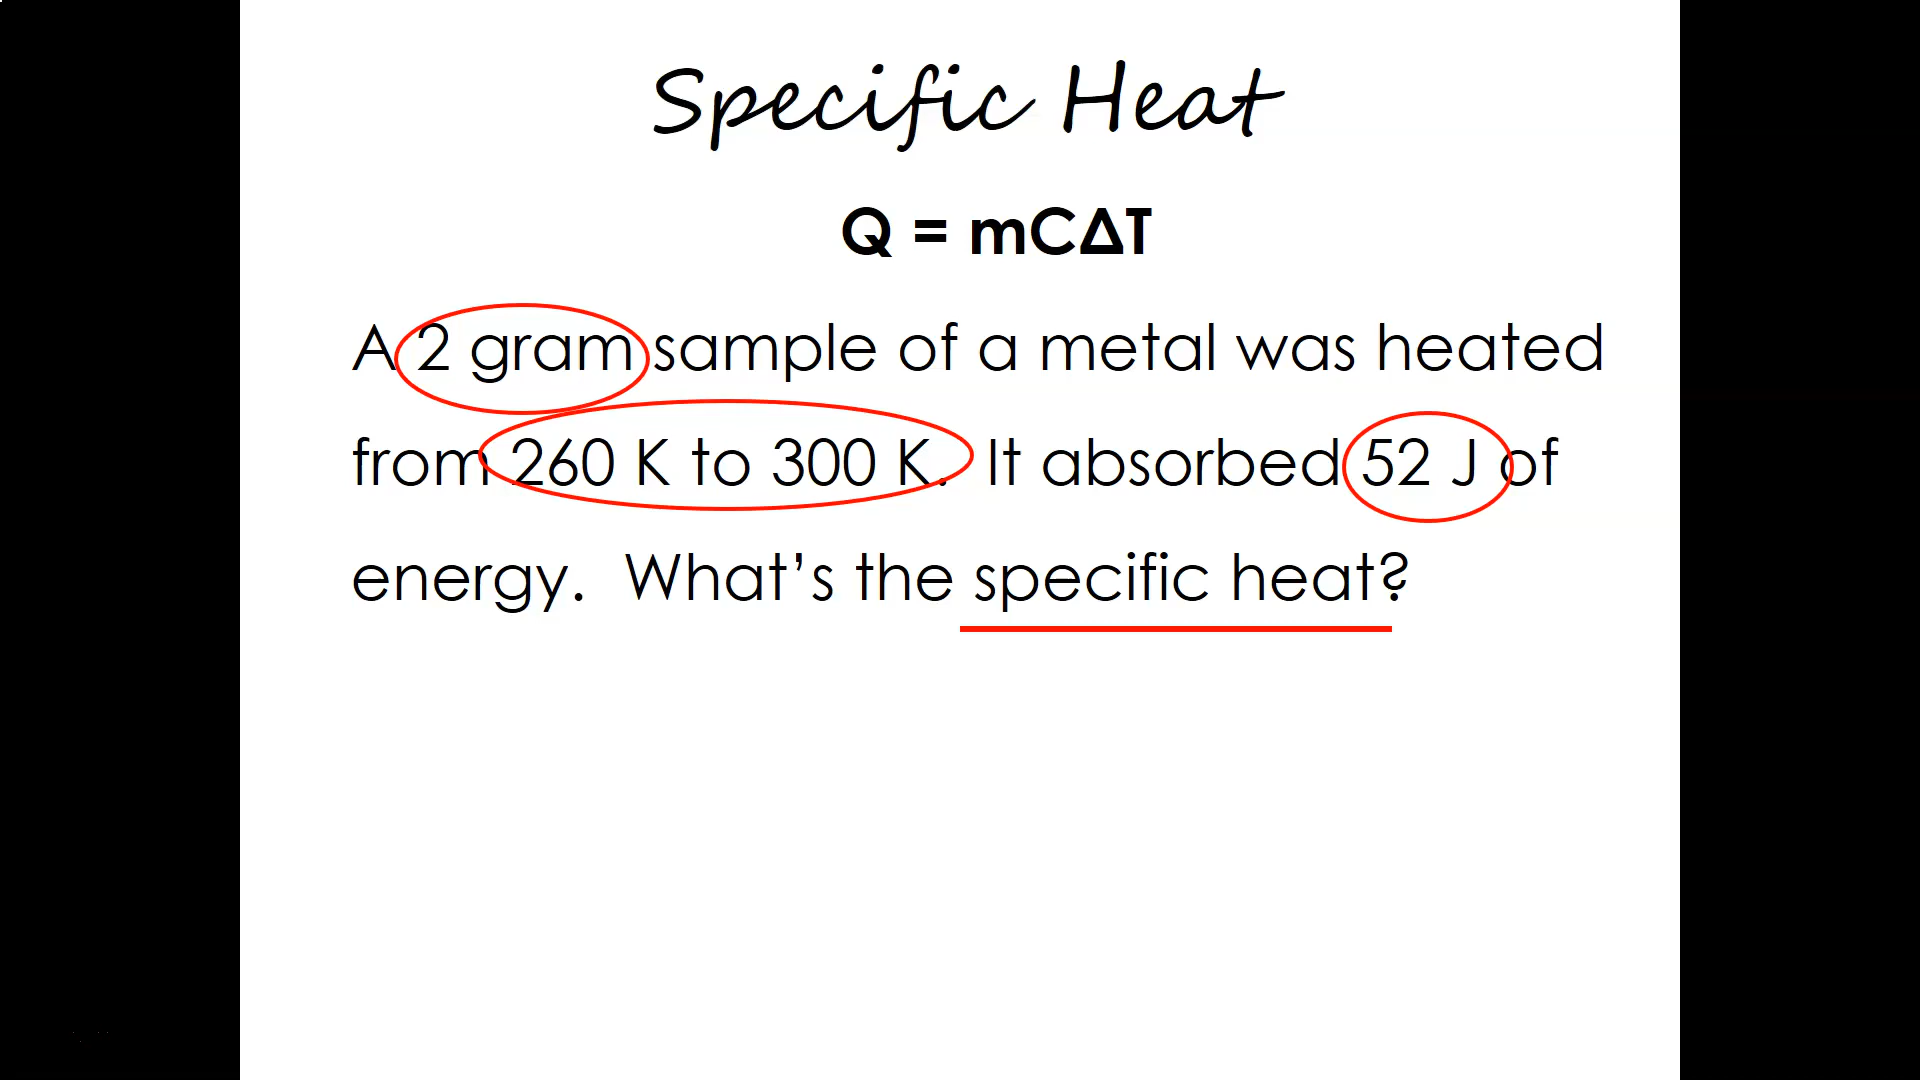 Specific Heat
Q = mCΔT
A 2 gram sample of a metal was heated
from 260 K to 300 K.  It absorbed 52 J of
energy.  What’s the specific heat?